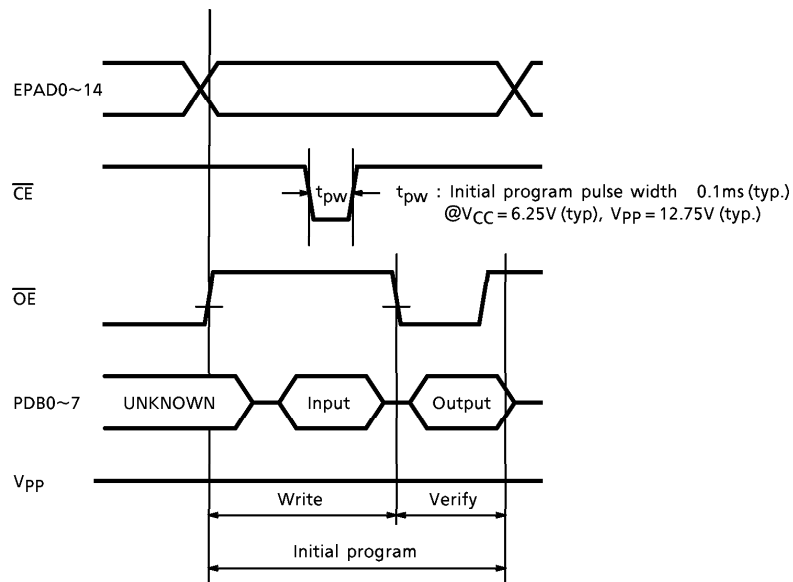 EPAD0~14
CE
tpw
tpw : Initial program pulse width 0.1ms (typ.)
@VCC = 6.25V (typ), VPP = 12.75V (typ.)
OE
PDB0~7
UNKNOWN
Input
Output
VPP
Write
Verify
Initial program